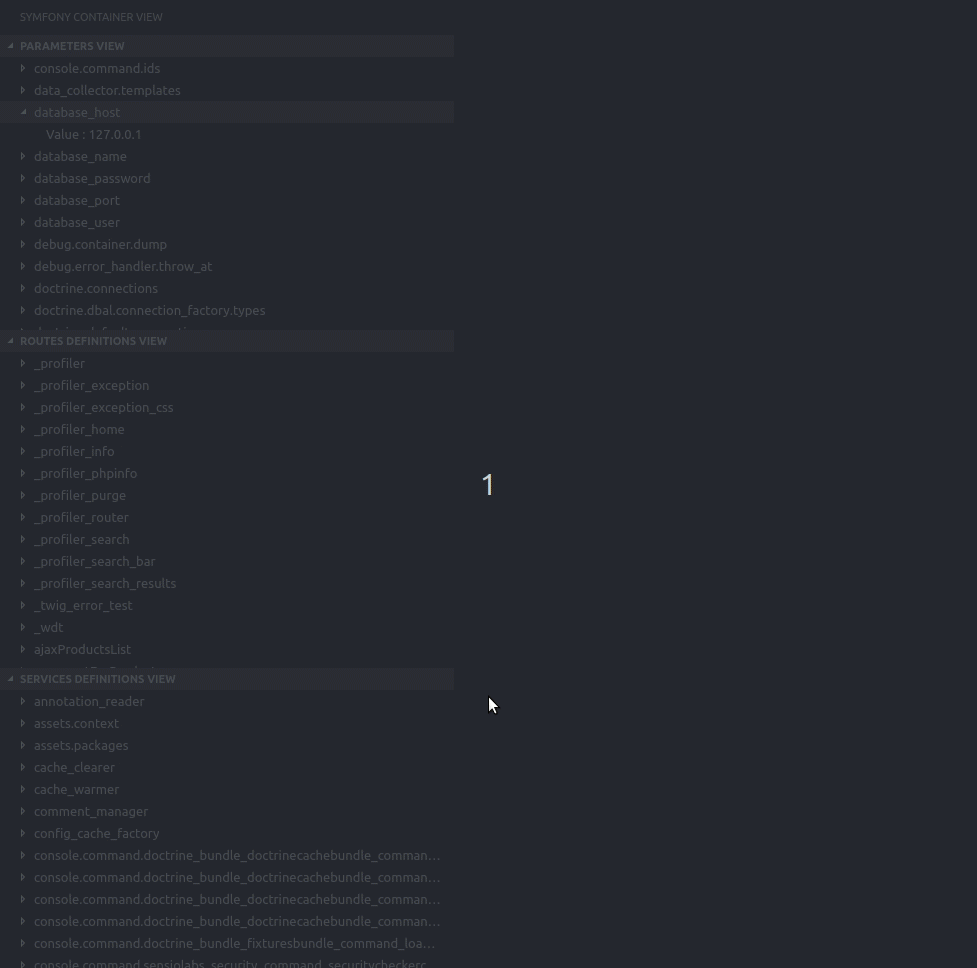 SYMFONY CONTAINER VIEW
PARAMETERS VIEW
console.command.ids
data_collector.templates
database_host
Value : 127.0.0.1
database_name
database_password
database_port
database_user
debug.container.dump
debug.error_handler.throw_at
doctrine.connections
doctrine.dbal.connection_factory.types
ROUTES DEFINITIONS VIEW
_profiler
_profiler_exception
_profiler_exception_css
_profiler_home
_profiler_info
_profiler_phpinfo
1
_profiler_purge
_profiler_router
_profiler_search
_profiler_search_bar
_profiler_search_results
_twig_error_test
_wdt
ajaxProductsList
SERVICES DEFINITIONS VIEW
annotation_reader
assets.context
assets.packages
cache_clearer
cache_warmer
comment_manager
config_cache_factory
console.command.doctrine_bundle_doctrinecachebundle_comman...
console.command.doctrine_bundle_doctrinecachebundle_comman...
console.command.doctrine_bundle_doctrinecachebundle_comman...
console.command.doctrine_bundle_doctrinecachebundle_comman...
console.command.doctrine_bundle_fixturesbundle_command_loa...
console.command.sensiolabs_security_command_securitycheckerc...